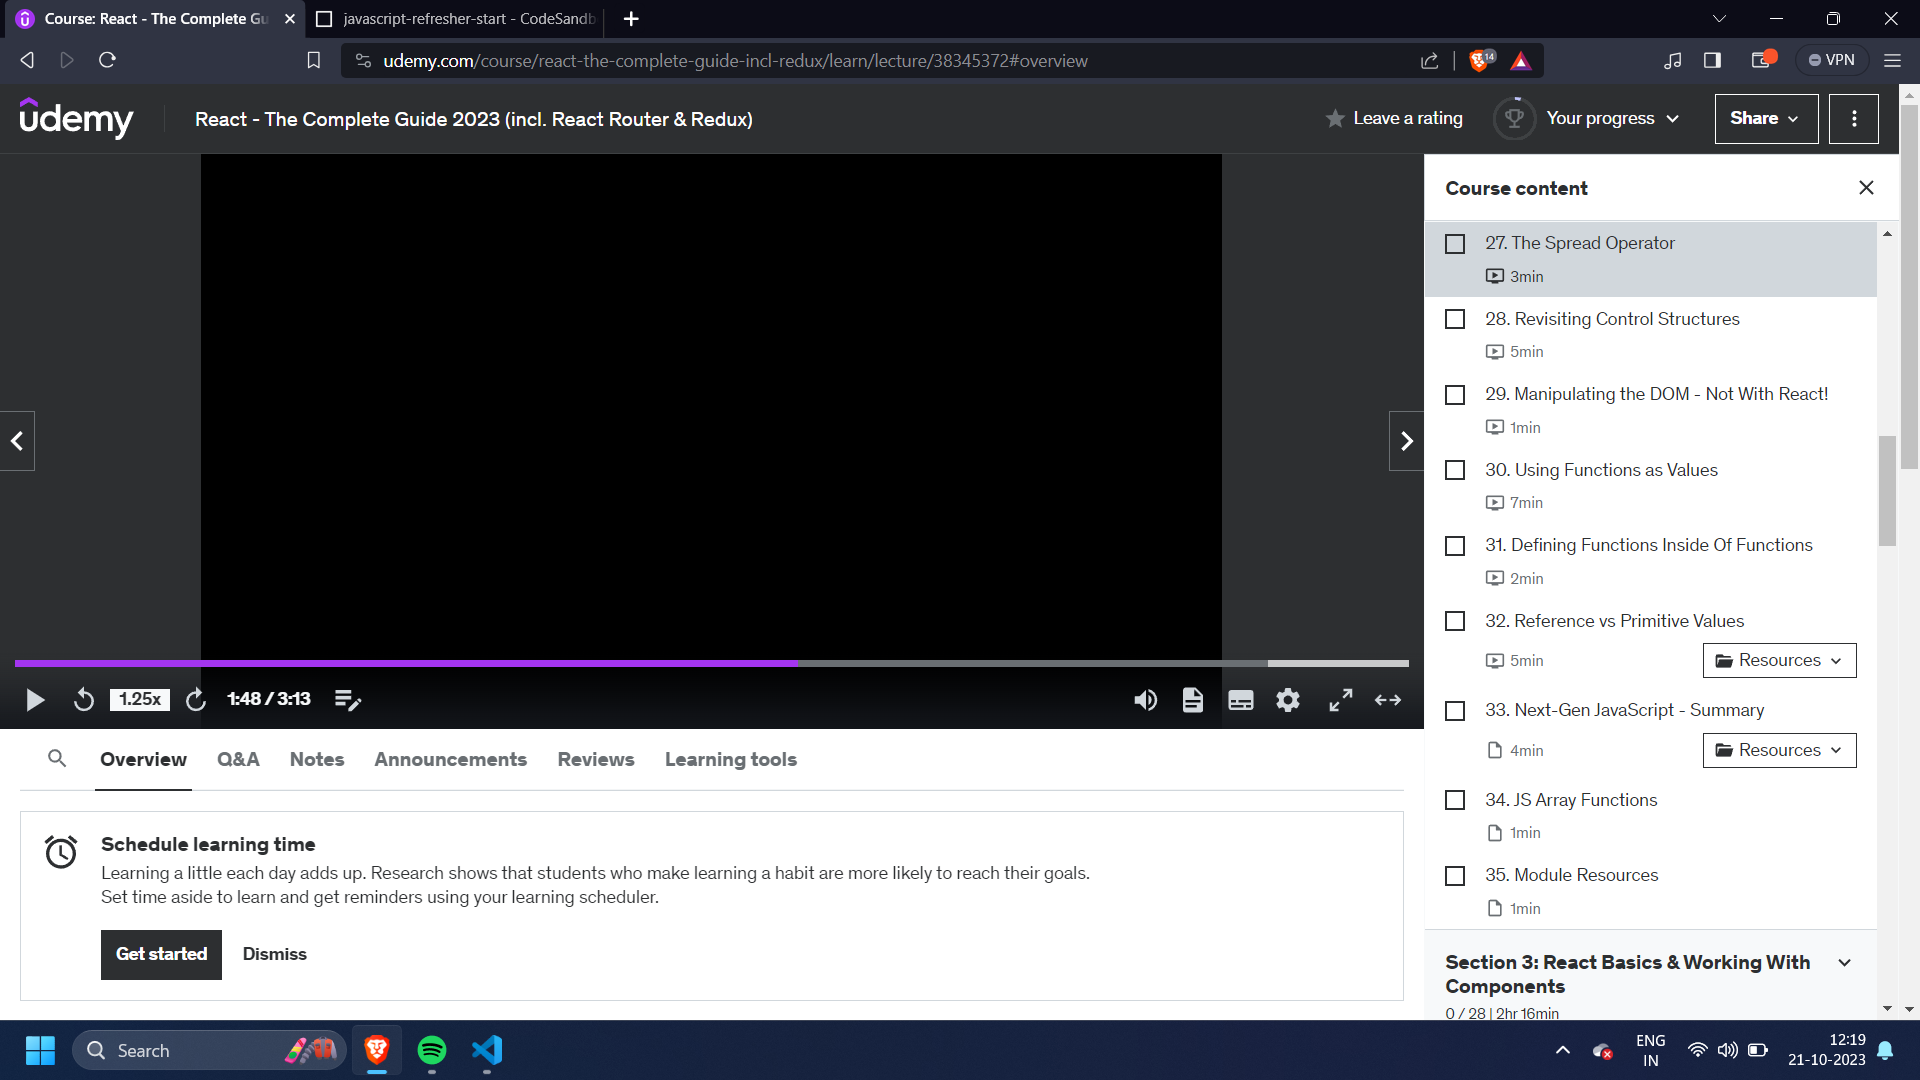 Course: React - The Complete Gu
javascript-refresher-start - CodeSandb
udemy.com/course/react-the-complete-guide-incl-redux/learn/lecture/38345372#overview
14
VPN
udemy
React - The Complete Guide 2023 (incl. React Router & Redux)
Leave a rating
Your progress
Share
Course content
27. The Spread Operator
3min
28. Revisiting Control Structures
5min
29. Manipulating the DOM - Not With React!
1min
30. Using Functions as Values
7min
31. Defining Functions Inside Of Functions
2min
32. Reference vs Primitive Values
5min
Resources
33. Next-Gen JavaScript - Summary
4min
Resources
34. JS Array Functions
1min
35. Module Resources
1min
Section 3: React Basics & Working With
Components
0 / 28 | 2hr 16min
1.25x
1:48 / 3:13
Overview
Q&A
Notes
Announcements
Reviews
Learning tools
Schedule learning time
Learning a little each day adds up. Research shows that students who make learning a habit are more likely to reach their goals.
Set time aside to learn and get reminders using your learning scheduler.
Get started
Dismiss
Search
ENG
IN
12:19
21-10-2023